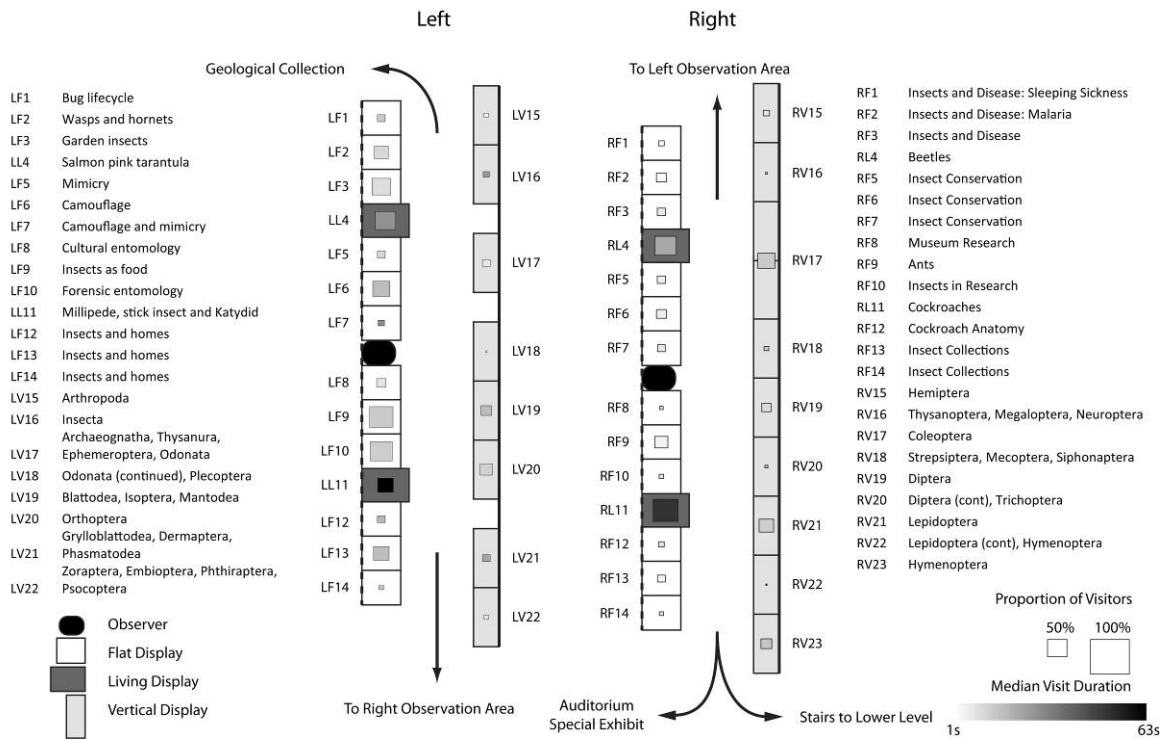 Left
Right
Geological Collection
To Left Observation Area
LF1 Bug lifecycle
LF2 Wasps and hornets
LF3 Garden insects
LL4 Salmon pink tarantula
LF5 Mimicry
LF6 Camouflage
LF7 Camouflage and mimicry
LF8 Cultural entomology
LF9 Insects as food
LF10 Forensic entomology
LL11 Millipede, stick insect and Katydid
LF12 Insects and homes
LF13 Insects and homes
LF14 Insects and homes
LV15 Arthropoda
LV16 Insecta
Archaeognatha, Thysanura,
LV17 Ephemeroptera, Odonata
LV18 Odonata (continued), Plecoptera
LV19 Blattodea, Isoptera, Mantodea
LV20 Orthoptera
Grylloblattodea, Dermaptera,
LV21 Phasmatodea
Zoraptera, Embioptera, Phthiraptera,
LV22 Psocoptera
Observer
Flat Display
Living Display
Vertical Display
LF1
LF2
LF3
LL4
LF5
LF6
LF7
LF8
LF9
LF10
LL11
LF12
LF13
LF14
LV15
LV16
LV17
LV18
LV19
LV20
LV21
LV22
To Right Observation Area
RF1
RF2
RF3
RL4
RF5
RF6
RF7
RF8
RF9
RF10
RL11
RF12
RF13
RF14
RV15
RV16
RV17
RV18
RV19
RV20
RV21
RV22
RV23
Auditorium
Special Exhibit
Stairs to Lower Level
RF1 Insects and Disease: Sleeping Sickness
RF2 Insects and Disease: Malaria
RF3 Insects and Disease
RL4 Beetles
RF5 Insect Conservation
RF6 Insect Conservation
RF7 Insect Conservation
RF8 Museum Research
RF9 Ants
RF10 Insects in Research
RL11 Cockroaches
RF12 Cockroach Anatomy
RF13 Insect Collections
RF14 Insect Collections
RV15 Hemiptera
RV16 Thysanoptera, Megaloptera, Neuroptera
RV17 Coleoptera
RV18 Strepsiptera, Mecoptera, Siphonaptera
RV19 Diptera
RV20 Diptera (cont), Trichoptera
RV21 Lepidoptera
RV22 Lepidoptera (cont), Hymenoptera
RV23 Hymenoptera
Proportion of Visitors
50% 100%
Median Visit Duration
1s 63s